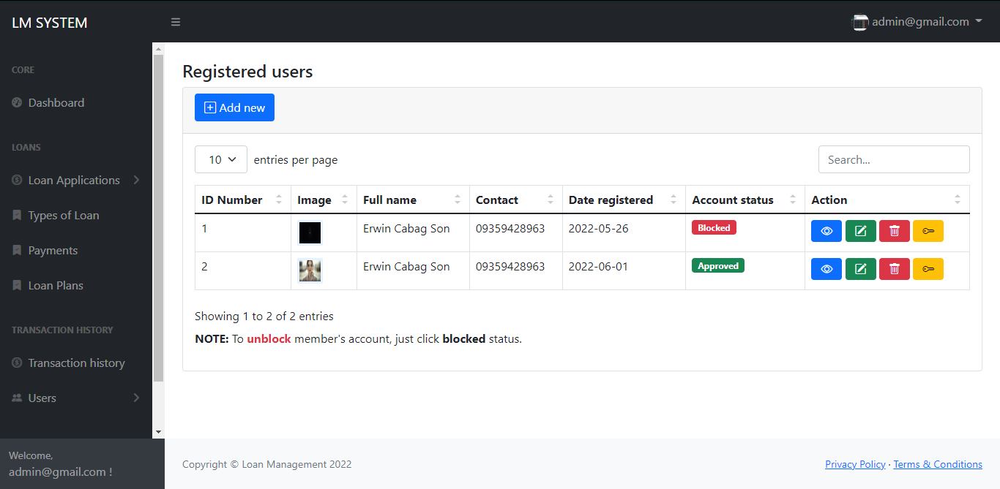 LM SYSTEM
admin@gmail.com
CORE
Dashboard
LOANS
Loan Applications
Types of Loan
Payments
Loan Plans
TRANSACTION HISTORY
Transaction history
Users
Welcome,
admin@gmail.com !
Registered users
Add new
10 entries per page
Search...
ID Number Image Full name Contact Date registered Account status Action
1 Erwin Cabag Son 09359428963 2022-05-26 Blocked
2 Erwin Cabag Son 09359428963 2022-06-01 Approved
Showing 1 to 2 of 2 entries
NOTE: To unblock member's account, just click blocked status.
Copyright © Loan Management 2022
Privacy Policy · Terms & Conditions